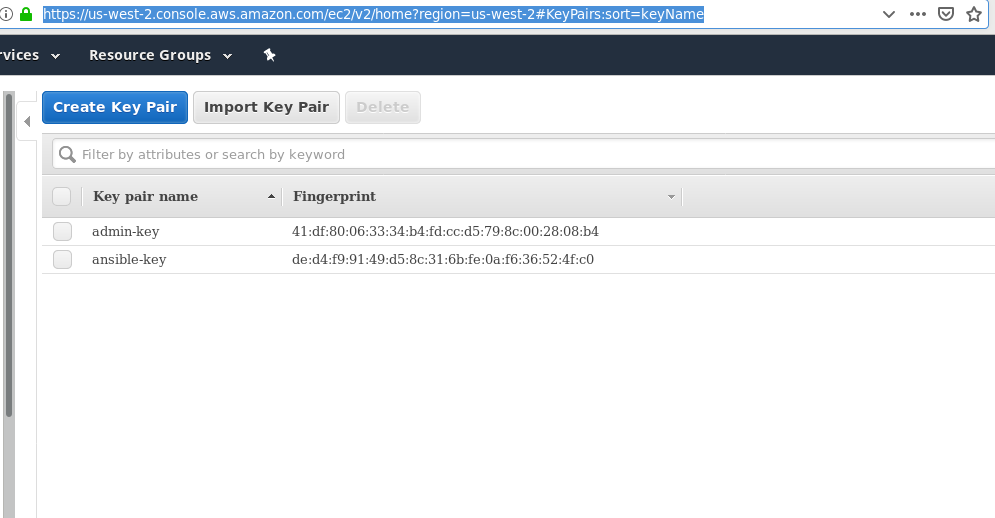 https://us-west-2.console.aws.amazon.com/ec2/v2/home?region=us-west-2#KeyPairs:sort=keyName
rvices Resource Groups
Create Key Pair Import Key Pair Delete
Filter by attributes or search by keyword
Key pair name Fingerprint
admin-key 41:df:80:06:33:34:b4:fd:cc:d5:79:8c:00:28:08:b4
ansible-key de:d4:f9:91:49:d5:8c:31:6b:fe:0a:f6:36:52:4f:c0